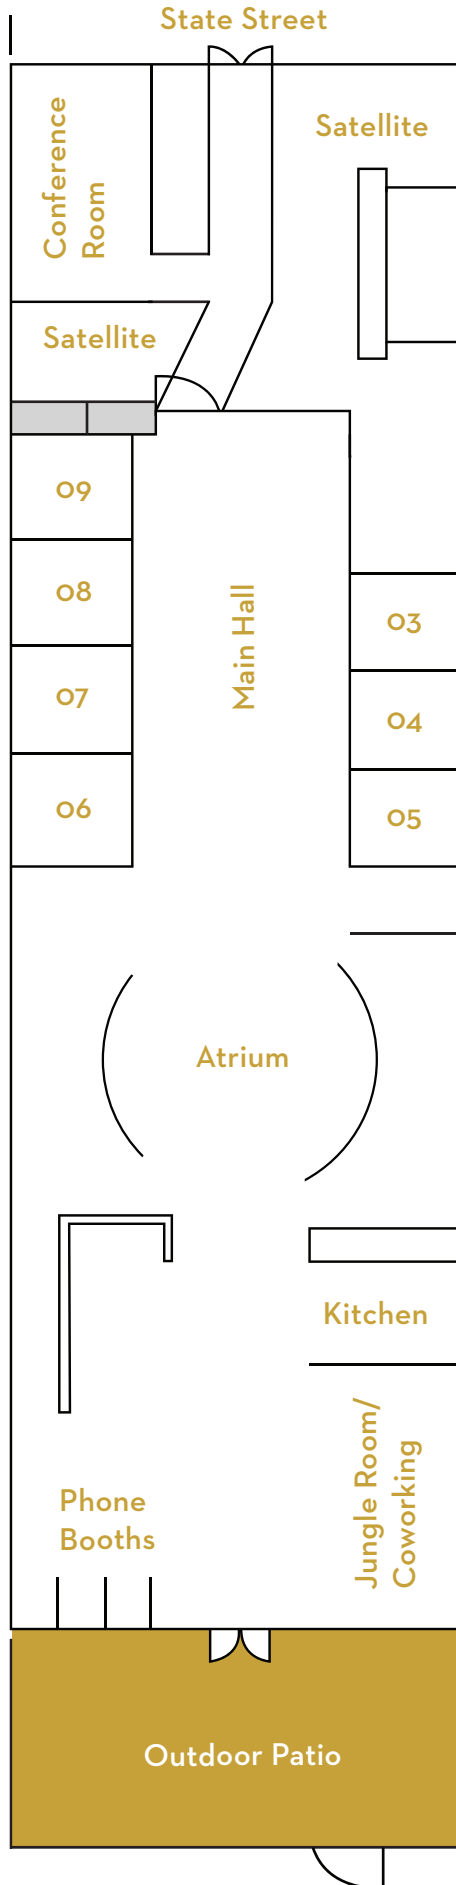 State Street
Conference
Room
Satellite
Satellite
09
08
07
06
Main Hall
03
04
05
Atrium
Kitchen
Jungle Room/
Coworking
Phone
Booths
Outdoor Patio